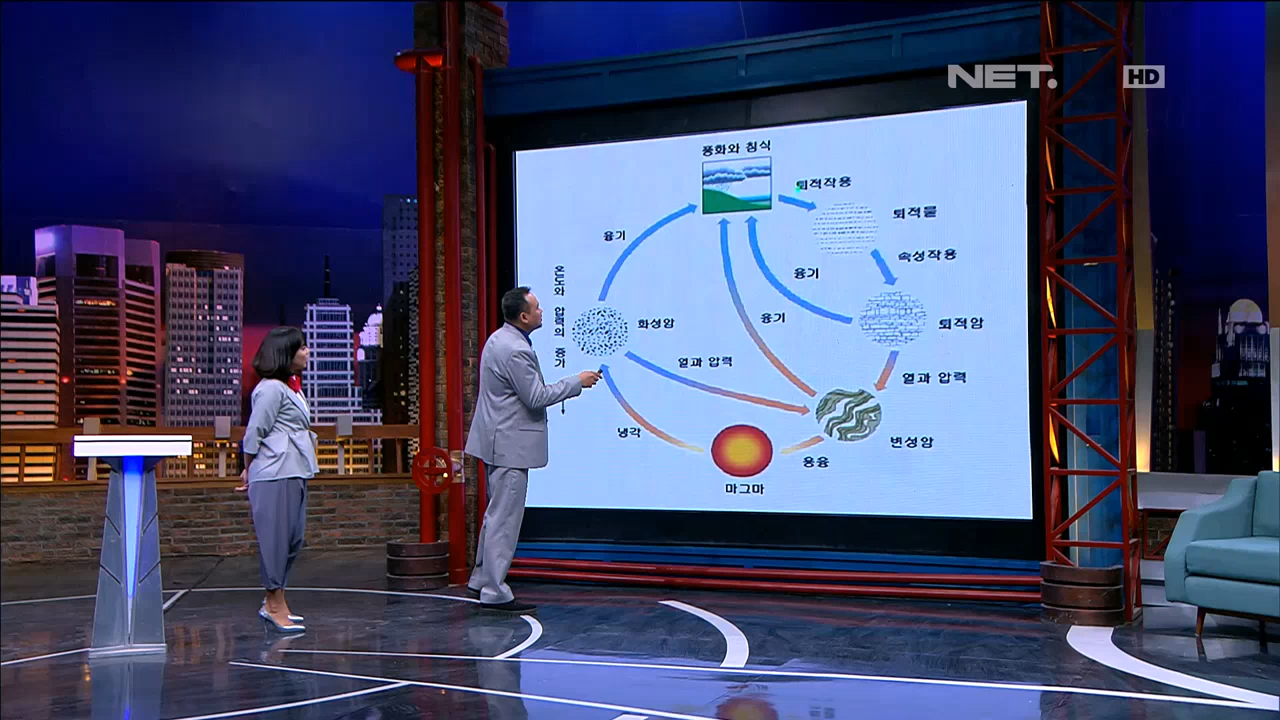 NET. HD
풍화와 침식
퇴적작용
퇴적물
융기
속성작용
온도와 압력의 증가
융기
화성암
융기
퇴적암
열과 압력
열과 압력
냉각
변성암
용융
마그마